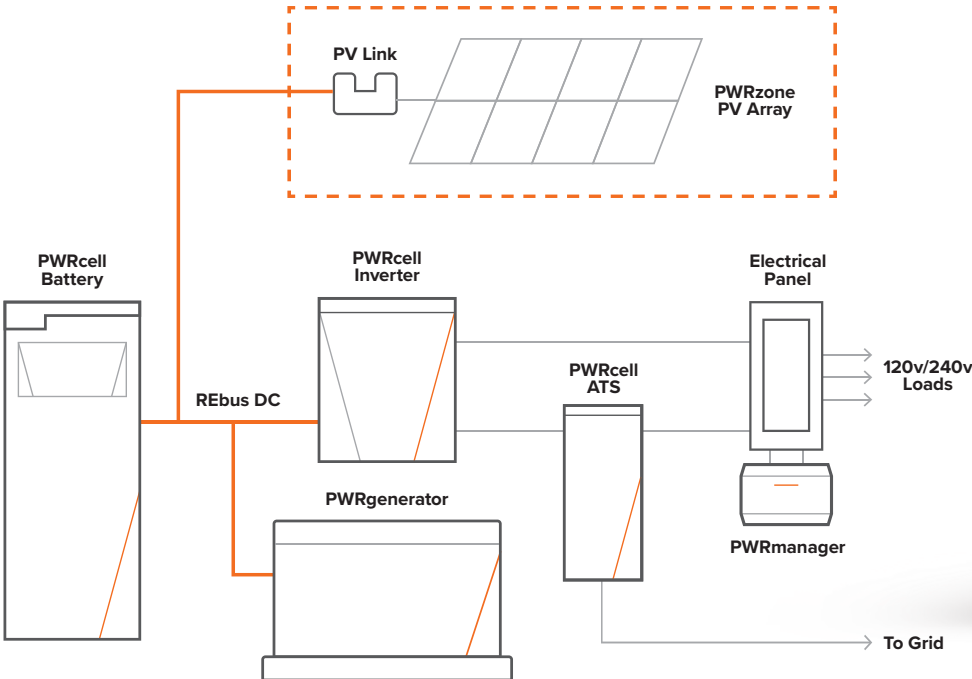 PV Link
PWRzone
PV Array
PWRcell
Battery
PWRcell
Inverter
Electrical
Panel
PWRcell
ATS
120v/240v
Loads
REbus DC
PWRgenerator
PWRmanager
To Grid